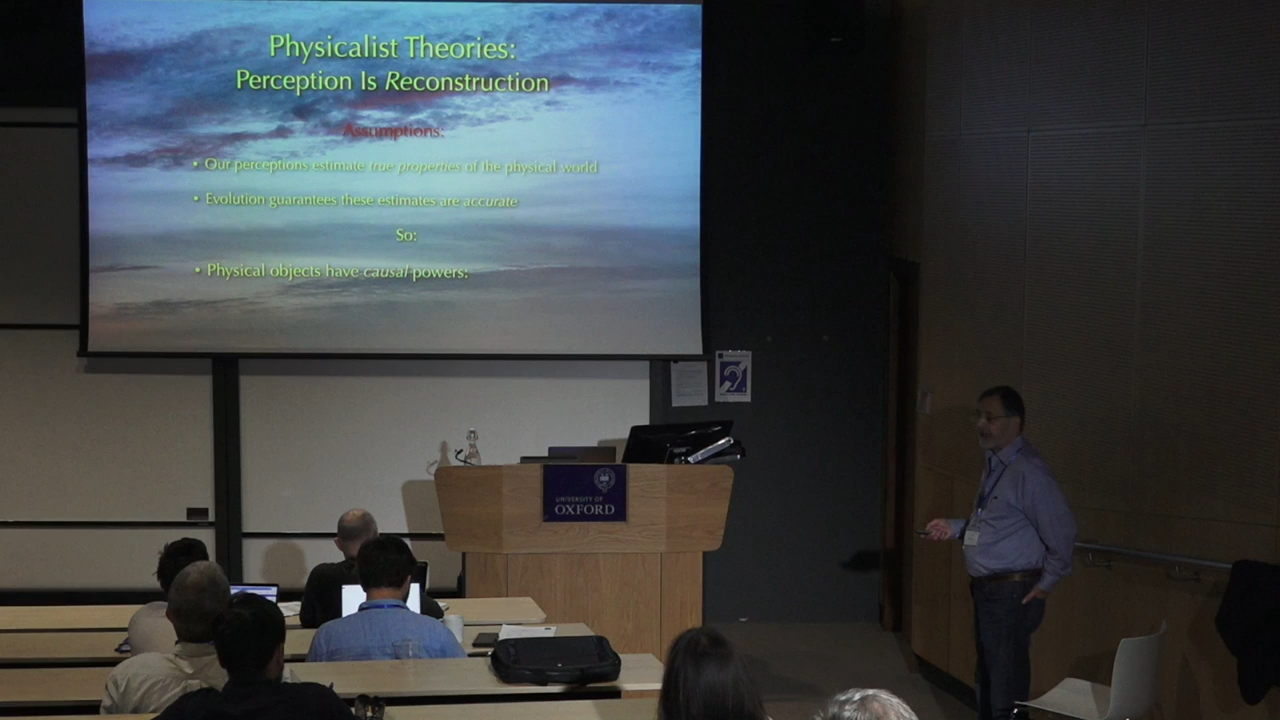 Physicalist Theories:
Perception Is Reconstruction
Assumptions:
• Our perceptions estimate true properties of the physical world
• Evolution guarantees these estimates are accurate
So:
• Physical objects have causal powers:
UNIVERSITY OF
OXFORD